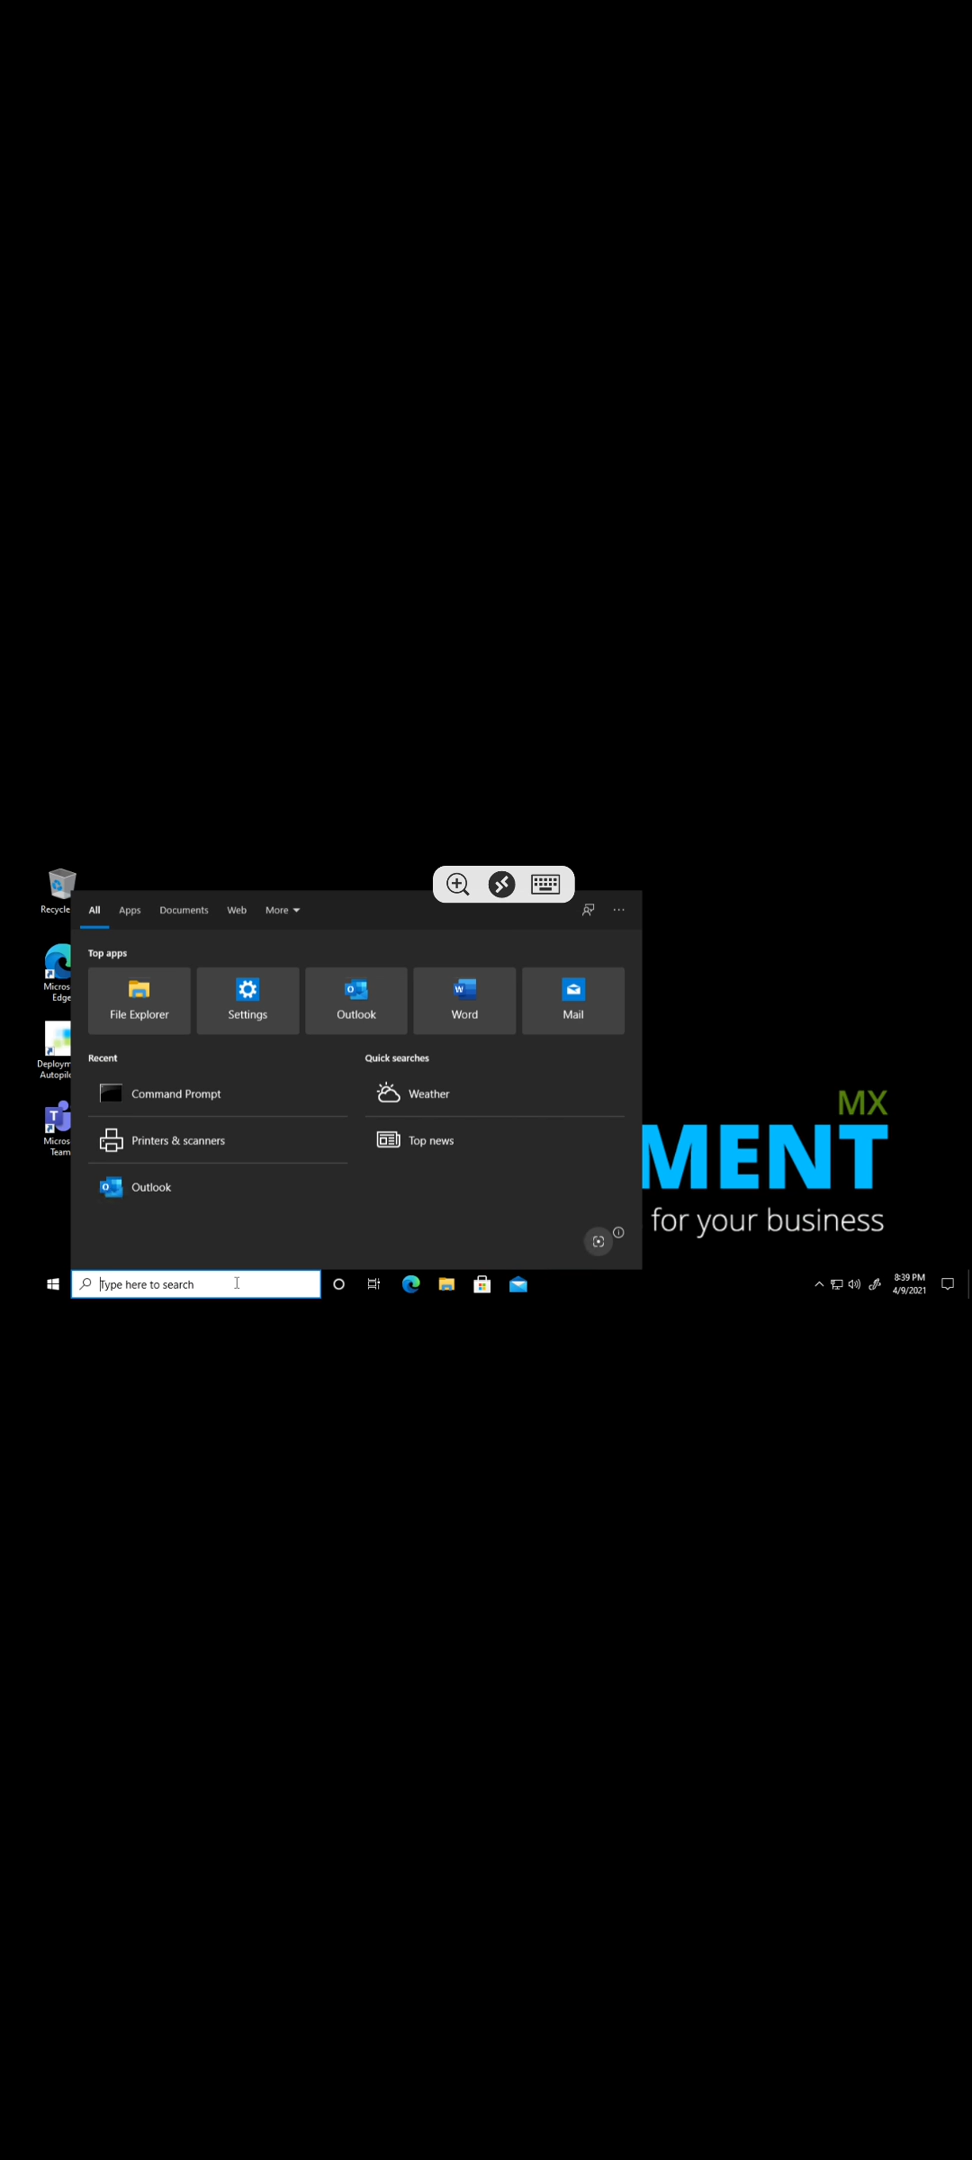 Recycle
All Apps Documents Web More
Top apps
Micros
Edge
File Explorer Settings Outlook Word Mail
Deploym
Autopil
Recent Quick searches
Command Prompt Weather
Micros
Team
Printers & scanners Top news
Outlook
MX
MENT
for your business
Type here to search
8:39 PM
4/9/2021